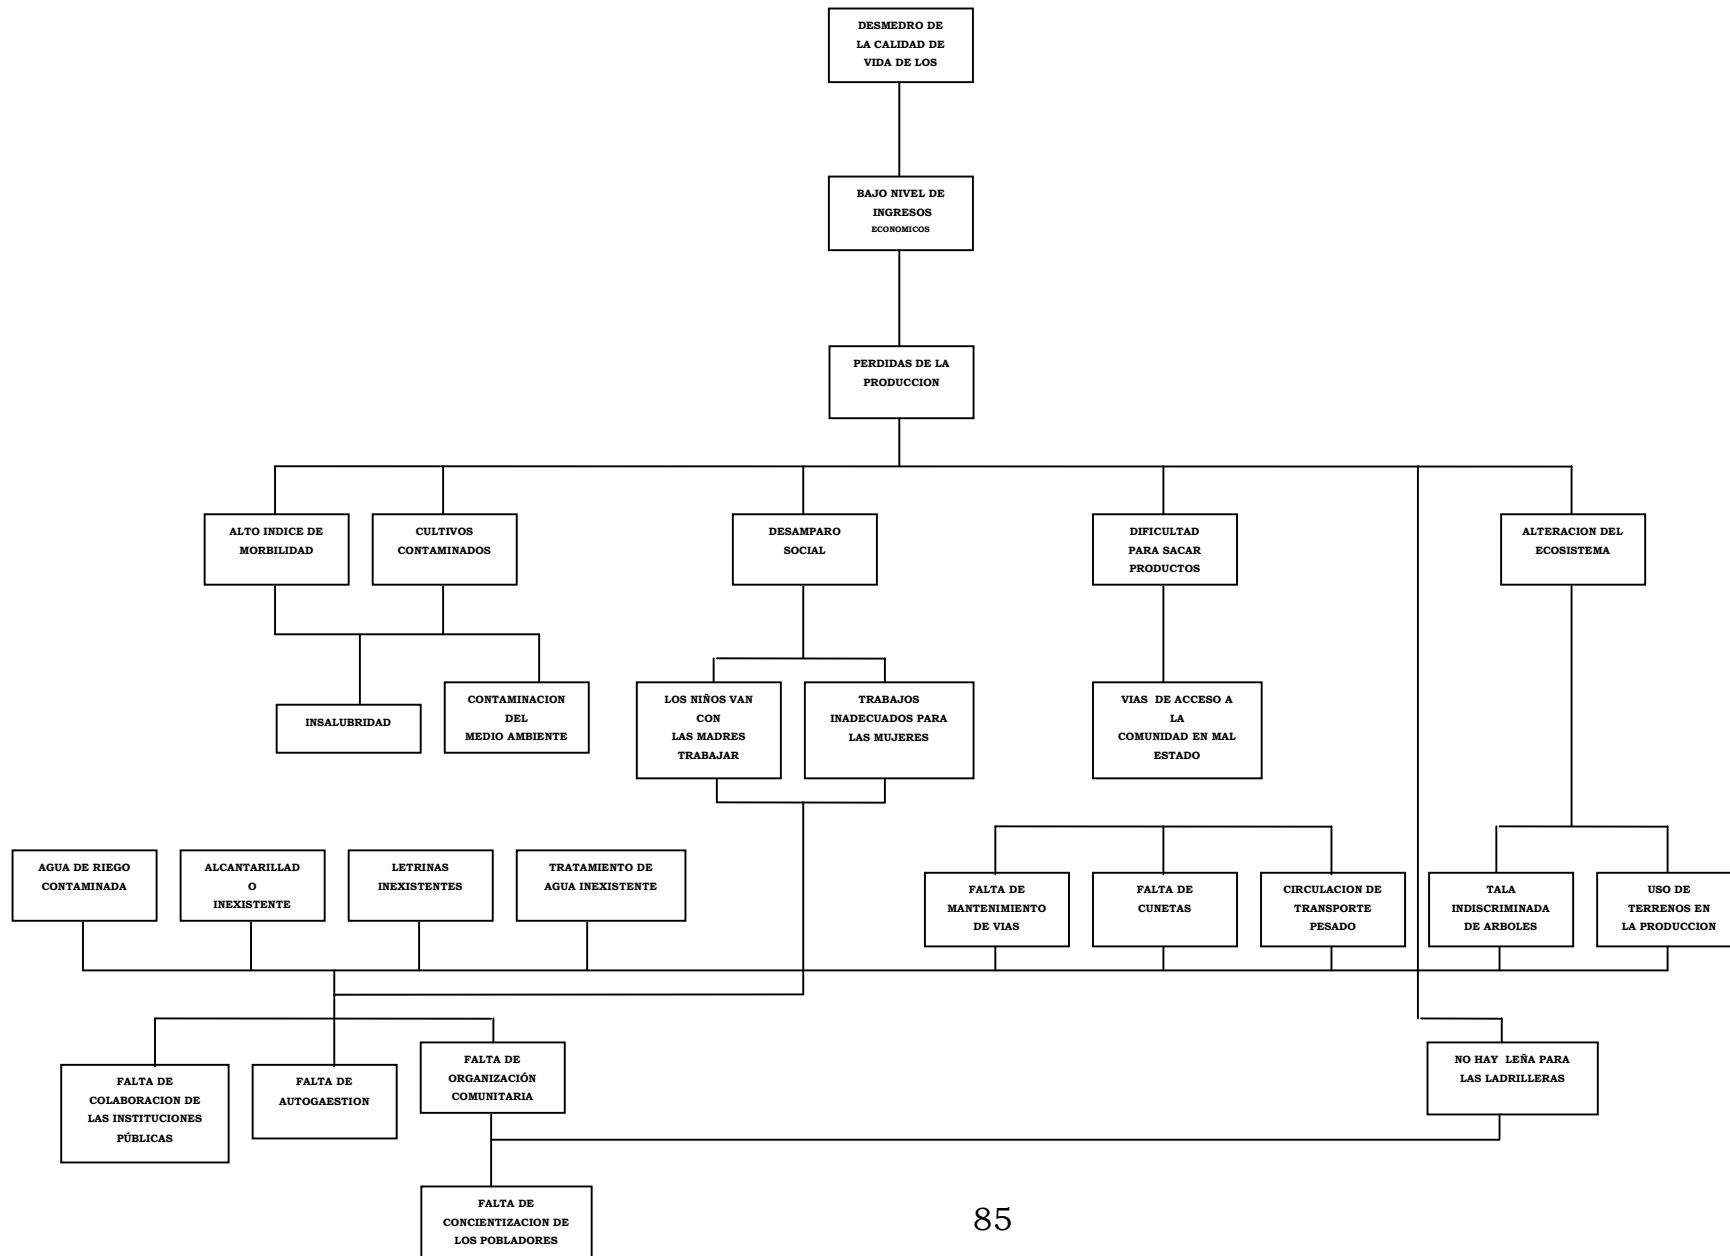 DESMEDRO DE
LA CALIDAD DE
VIDA DE LOS
BAJO NIVEL DE
INGRESOS
ECONOMICOS
PERDIDAS DE LA
PRODUCCION
ALTO INDICE DE
MORBILIDAD
CULTIVOS
CONTAMINADOS
DESAMPARO
SOCIAL
DIFICULTAD
PARA SACAR
PRODUCTOS
ALTERACION DEL
ECOSISTEMA
INSALUBRIDAD
CONTAMINACION
DEL
MEDIO AMBIENTE
LOS NIÑOS VAN
CON
LAS MADRES
TRABAJAR
TRABAJOS
INADECUADOS PARA
LAS MUJERES
VIAS DE ACCESO A
LA
COMUNIDAD EN MAL
ESTADO
AGUA DE RIEGO
CONTAMINADA
ALCANTARILLAD
O
INEXISTENTE
LETRINAS
INEXISTENTES
TRATAMIENTO DE
AGUA INEXISTENTE
FALTA DE
MANTENIMIENTO
DE VIAS
FALTA DE
CUNETAS
CIRCULACION DE
TRANSPORTE
PESADO
TALA
INDISCRIMINADA
DE ARBOLES
USO DE
TERRENOS EN
LA PRODUCCION
FALTA DE
COLABORACION DE
LAS INSTITUCIONES
PÚBLICAS
FALTA DE
AUTOGAESTION
FALTA DE
ORGANIZACIÓN
COMUNITARIA
NO HAY LEÑA PARA
LAS LADRILLERAS
FALTA DE
CONCIENTIZACION DE
LOS POBLADORES
85